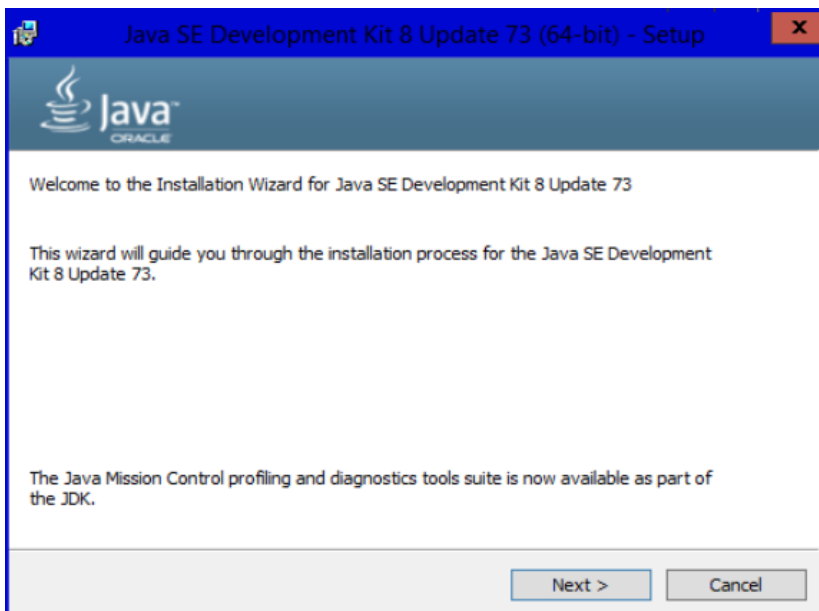 Java SE Development Kit 8 Update 73 (64-bit) - Setup
Java™
ORACLE
Welcome to the Installation Wizard for Java SE Development Kit 8 Update 73
This wizard will guide you through the installation process for the Java SE Development
Kit 8 Update 73.
The Java Mission Control profiling and diagnostics tools suite is now available as part of
the JDK.
Next >
Cancel